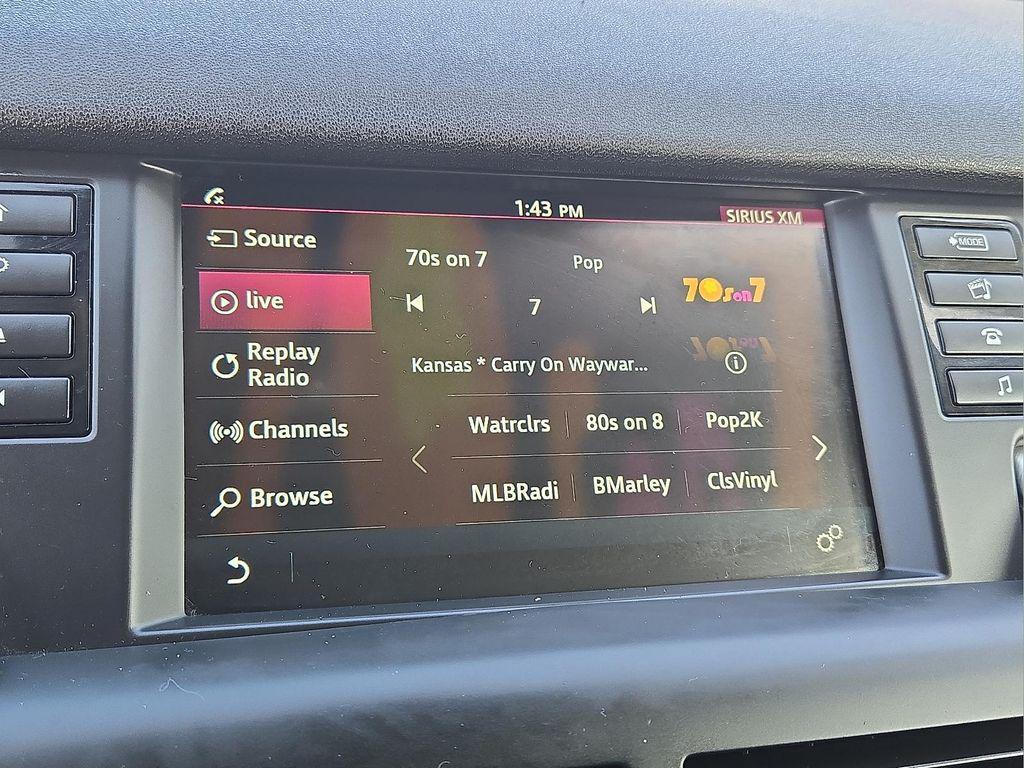 1:43 PM
SIRIUS XM
Source
70s on 7
Pop
live
7
70s on 7
Replay
Radio
Kansas * Carry On Waywar...
Channels
Watrclrs
80s on 8
Pop2K
Browse
MLBRadi
BMarley
ClsVinyl
MODE